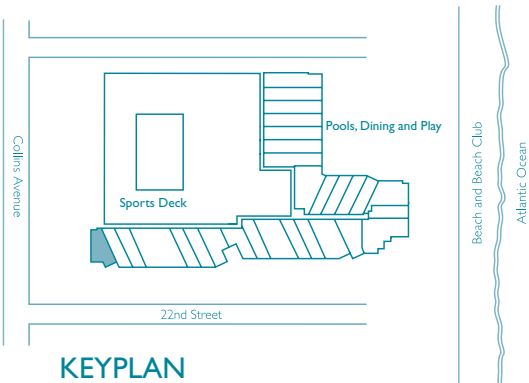 Collins Avenue
Pools, Dining and Play
Sports Deck
Beach and Beach Club
Atlantic Ocean
22nd Street
KEYPLAN